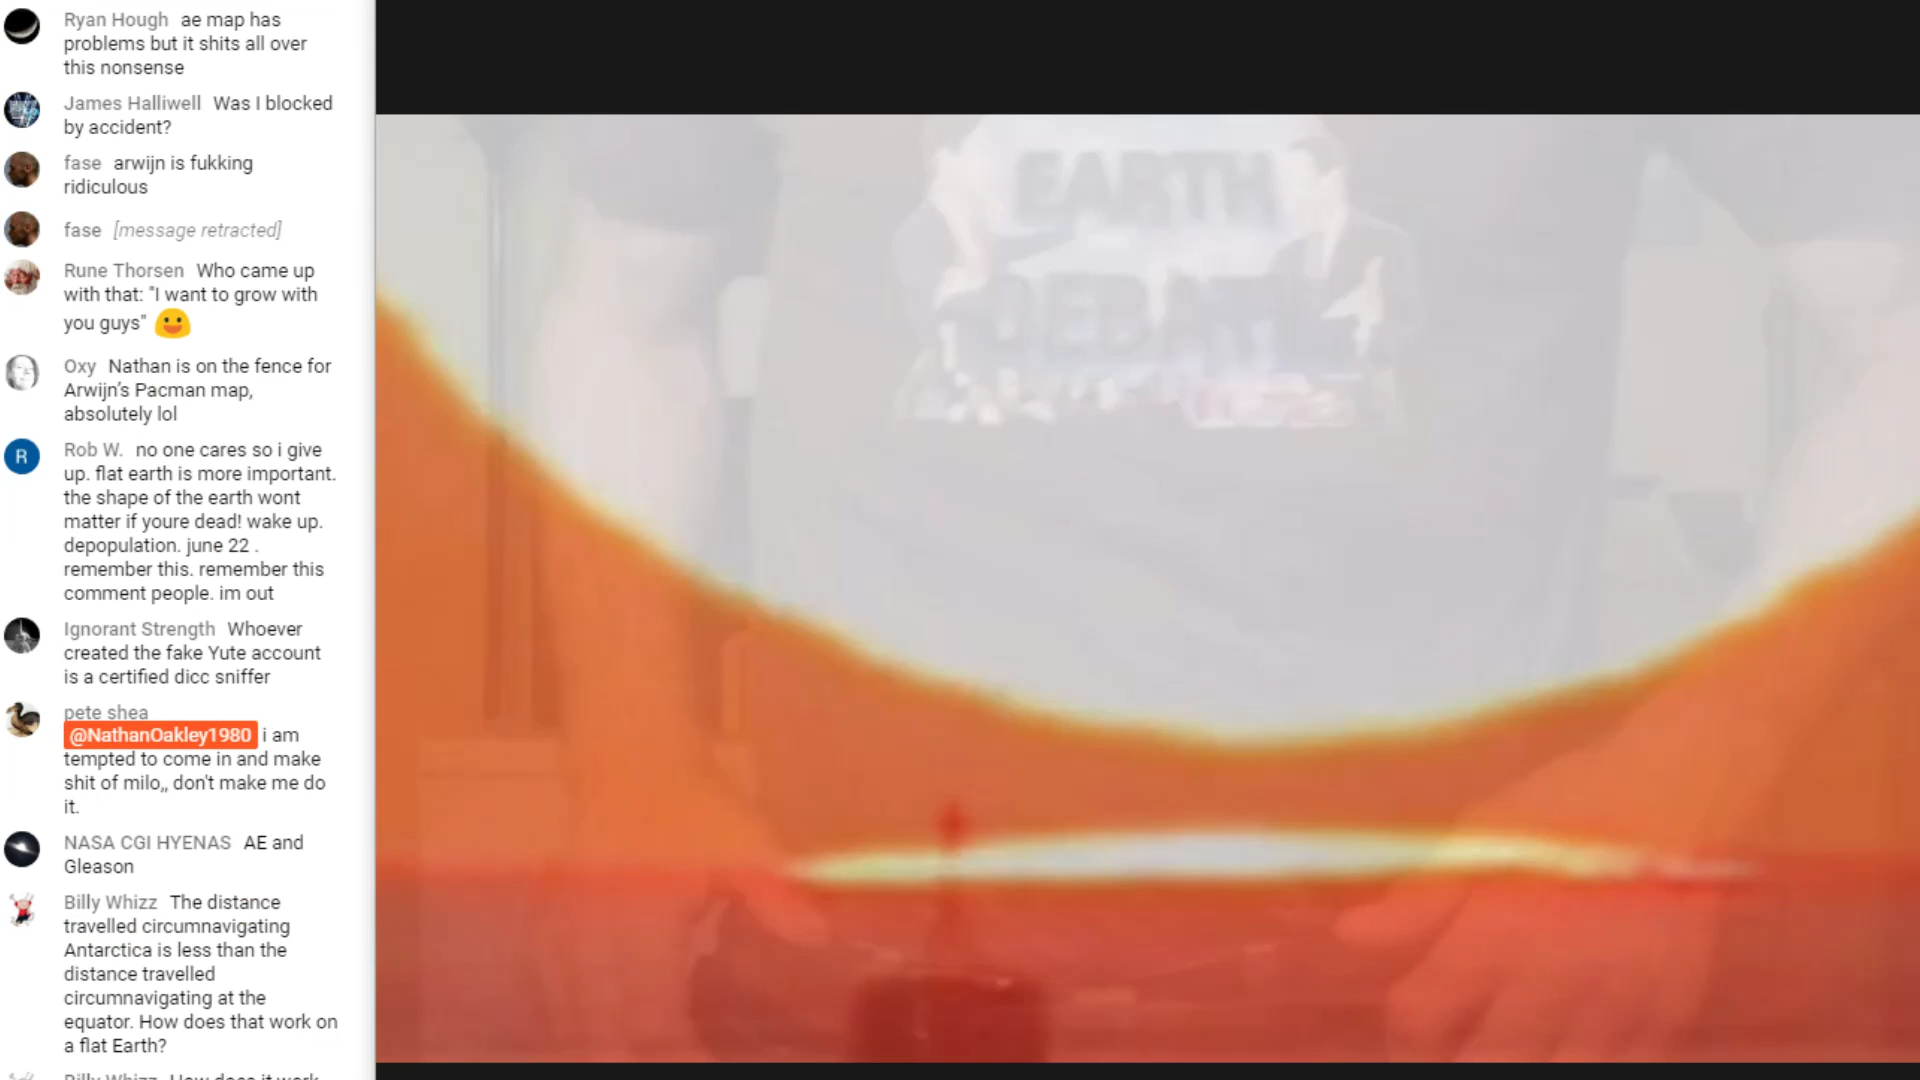 Ryan Hough ae map has
problems but it shits all over
this nonsense
James Halliwell Was I blocked
by accident?
fase arwijn is fukking
ridiculous
fase [message retracted]
Rune Thorsen Who came up
with that: "I want to grow with
you guys"
Oxy Nathan is on the fence for
Arwijn's Pacman map,
absolutely lol
R
Rob W. no one cares so i give
up. flat earth is more important.
the shape of the earth wont
matter if youre dead! wake up.
depopulation. june 22 .
remember this. remember this
comment people. im out
Ignorant Strength Whoever
created the fake Yute account
is a certified dicc sniffer
pete shea
@NathanOakley1980 i am
tempted to come in and make
shit of milo,, don't make me do
it.
NASA CGI HYENAS AE and
Gleason
Billy Whizz The distance
travelled circumnavigating
Antarctica is less than the
distance travelled
circumnavigating at the
equator. How does that work on
a flat Earth?
Billy Whizz How does it work
EARTH
DEBATE